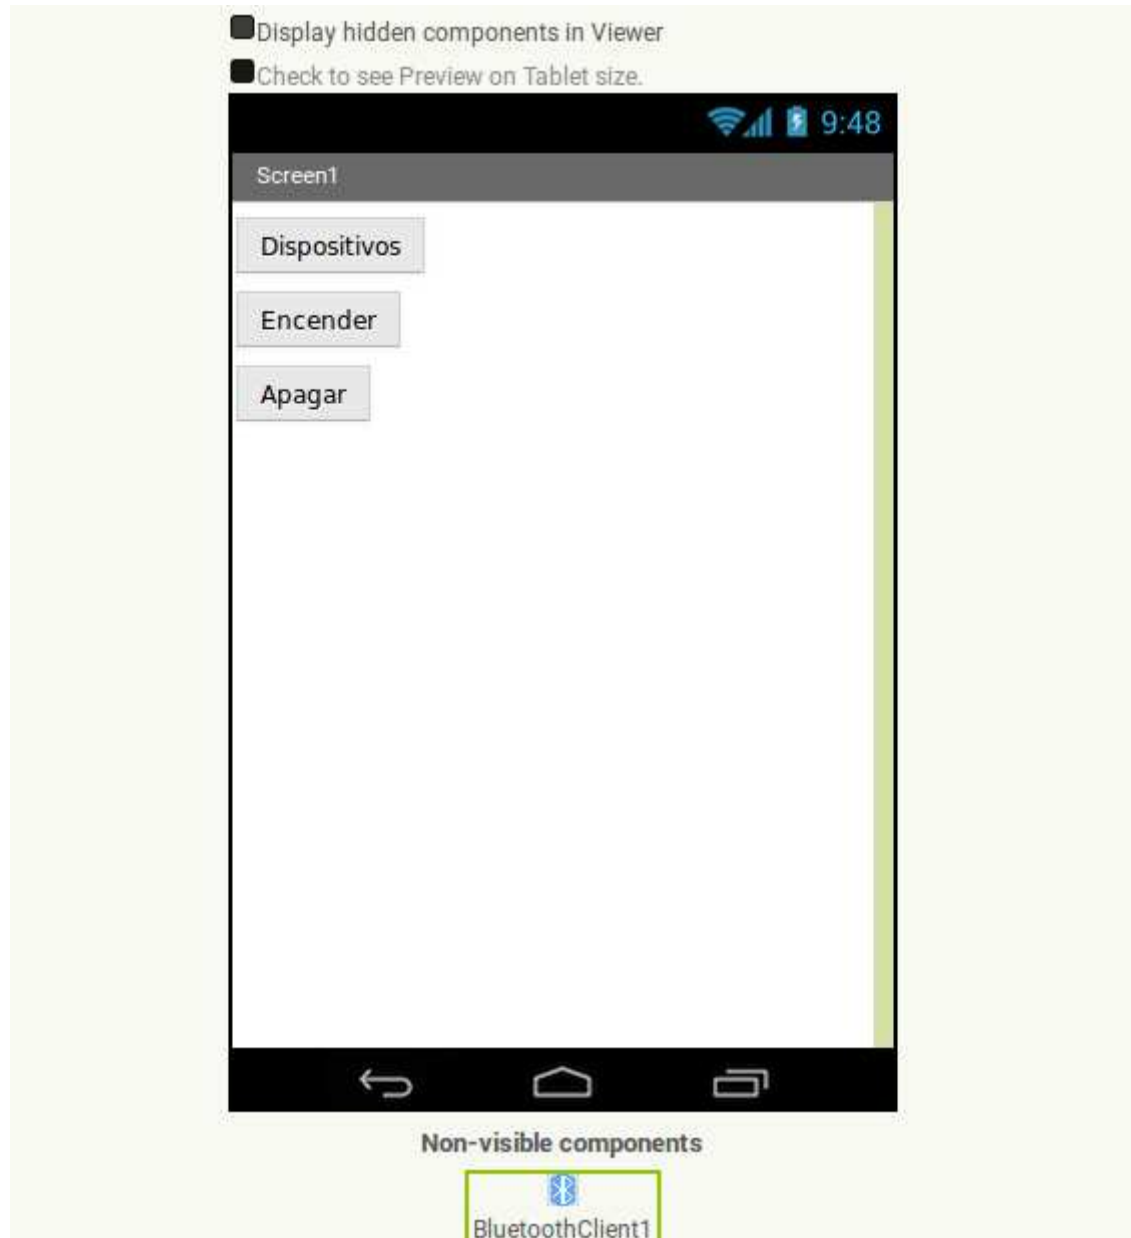 Display hidden components in Viewer
Check to see Preview on Tablet size.
9:48
Screen1
Dispositivos
Encender
Apagar
Non-visible components
BluetoothClient1